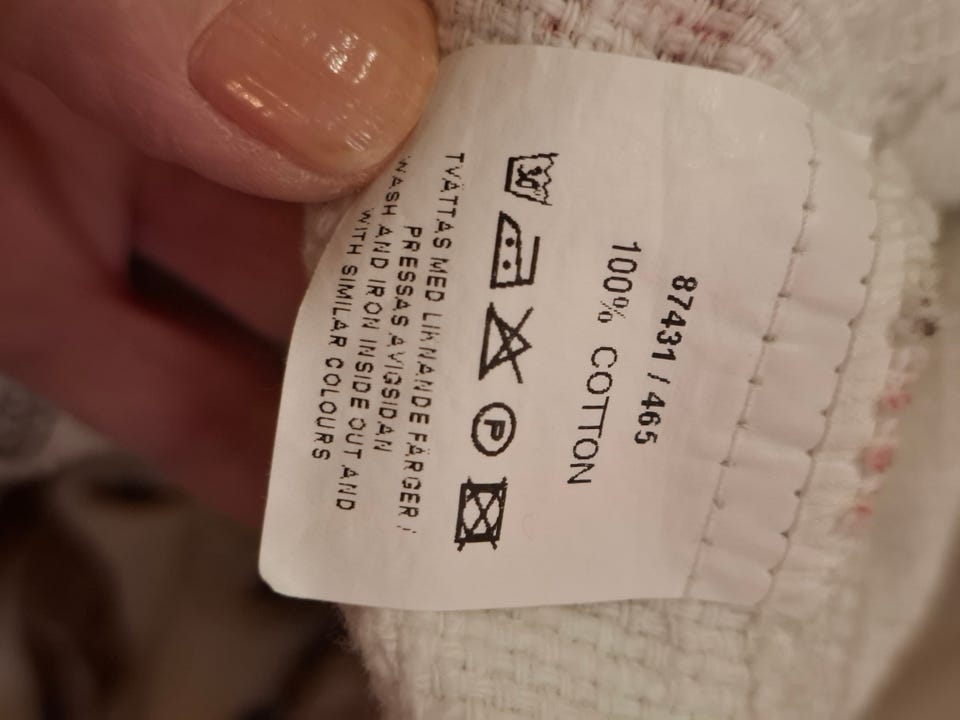 87431 / 465
100% COTTON
30
P
TVÄTTAS MED LIKNANDE FÄRGER!
PRESSAS AVIGSIDAN
WASH AND IRON INSIDE OUT AND
WITH SIMILAR COLOURS